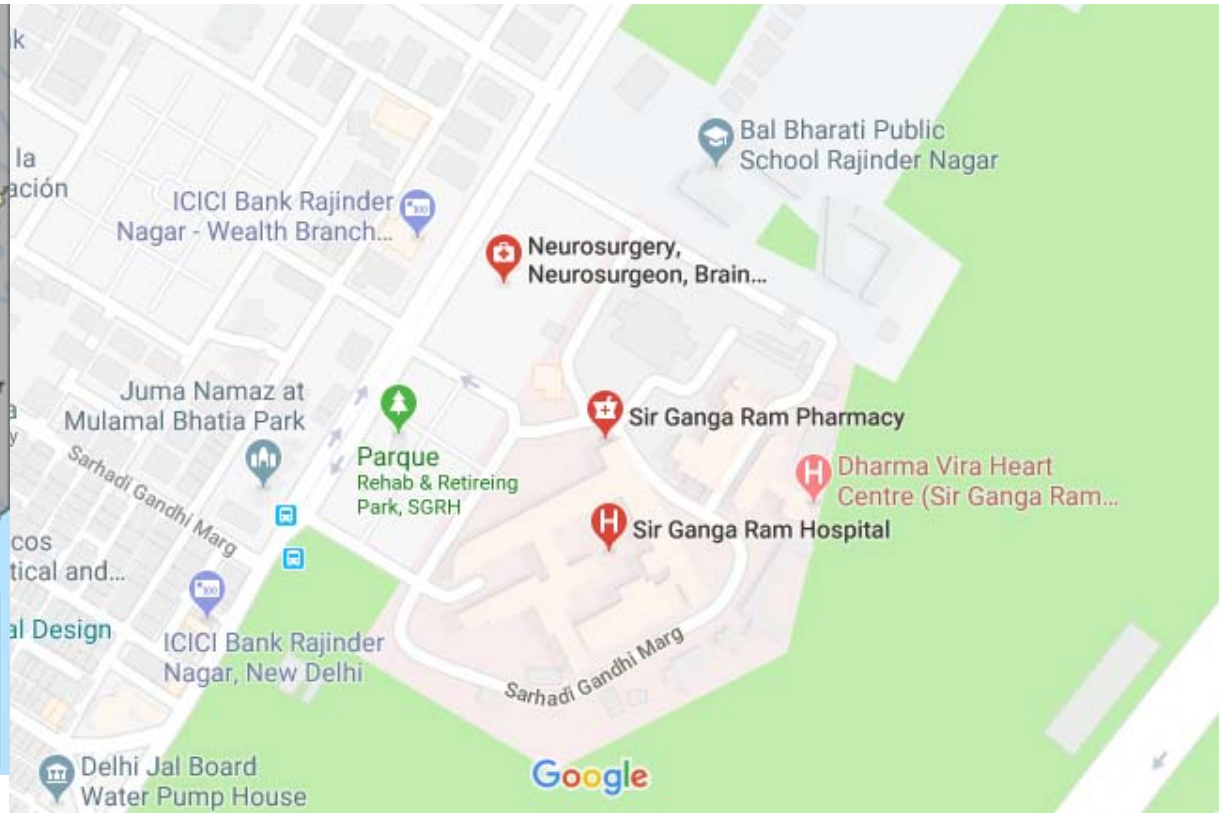 k
la
ación
Bal Bharati Public
School Rajinder Nagar
ICICI Bank Rajinder
Nagar - Wealth Branch...
Neurosurgery,
Neurosurgeon, Brain...
r
a
y
Juma Namaz at
Mulamal Bhatia Park
Sir Ganga Ram Pharmacy
Parque
Rehab & Retireing
Park, SGRH
Dharma Vira Heart
Centre (Sir Ganga Ram...
Sarhadi Gandhi Marg
Sir Ganga Ram Hospital
cos
tical and...
al Design
ICICI Bank Rajinder
Nagar, New Delhi
Sarhadi Gandhi Marg
Delhi Jal Board
Water Pump House
Google